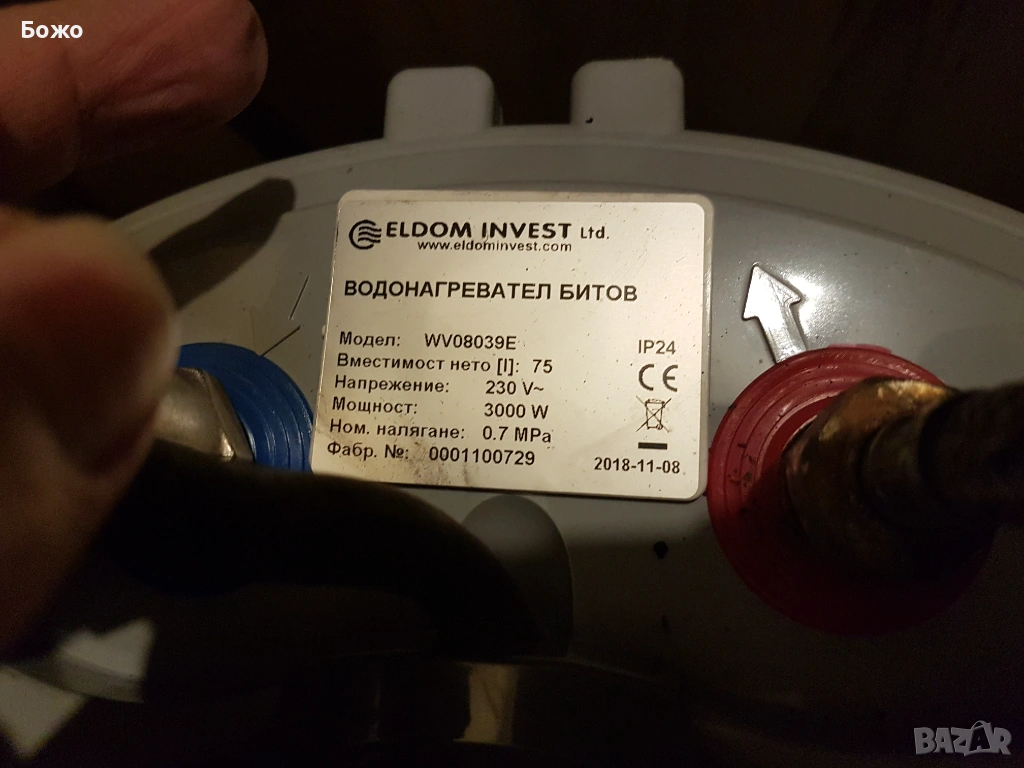 Божо
ELDOM INVEST Ltd.
www.eldominvest.com
ВОДОНАГРЕВАТЕЛ БИТОВ
Модел: WV08039E
IP24
Вместимост нето [l]: 75
CE
Напрежение: 230 V~
Мощност: 3000 W
Ном. налягане: 0.7 MPa
Фабр. №: 0001100729
2018-11-08
BAZAR